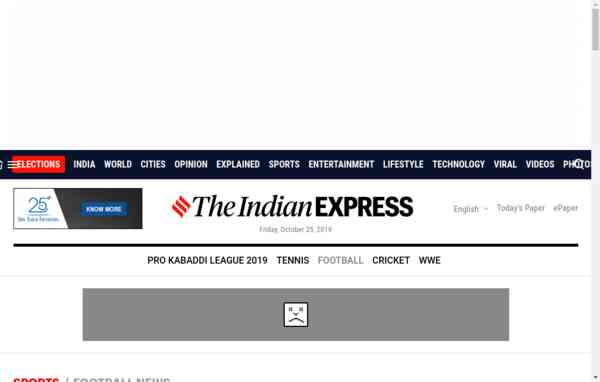 ELECTIONS INDIA WORLD CITIES OPINION EXPLAINED SPORTS ENTERTAINMENT LIFESTYLE TECHNOLOGY VIRAL VIDEOS PHOTOS
25
KNOW MORE
The Indian EXPRESS
English
Today's Paper
ePaper
Friday, October 25, 2019
PRO KABADDI LEAGUE 2019 TENNIS FOOTBALL CRICKET WWE
SPORTS / FOOTBALL NEWS